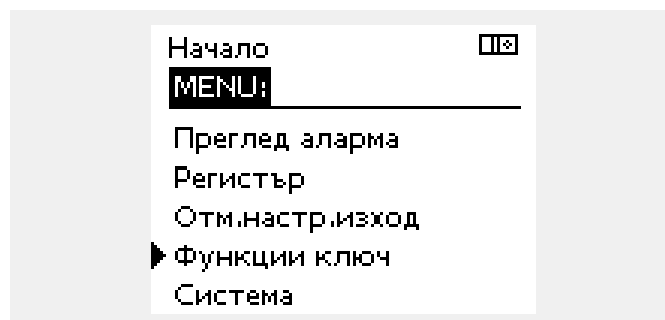 Начало
MENU:
Преглед аларма
Регистър
Отм.настр.изход
Функции ключ
Система